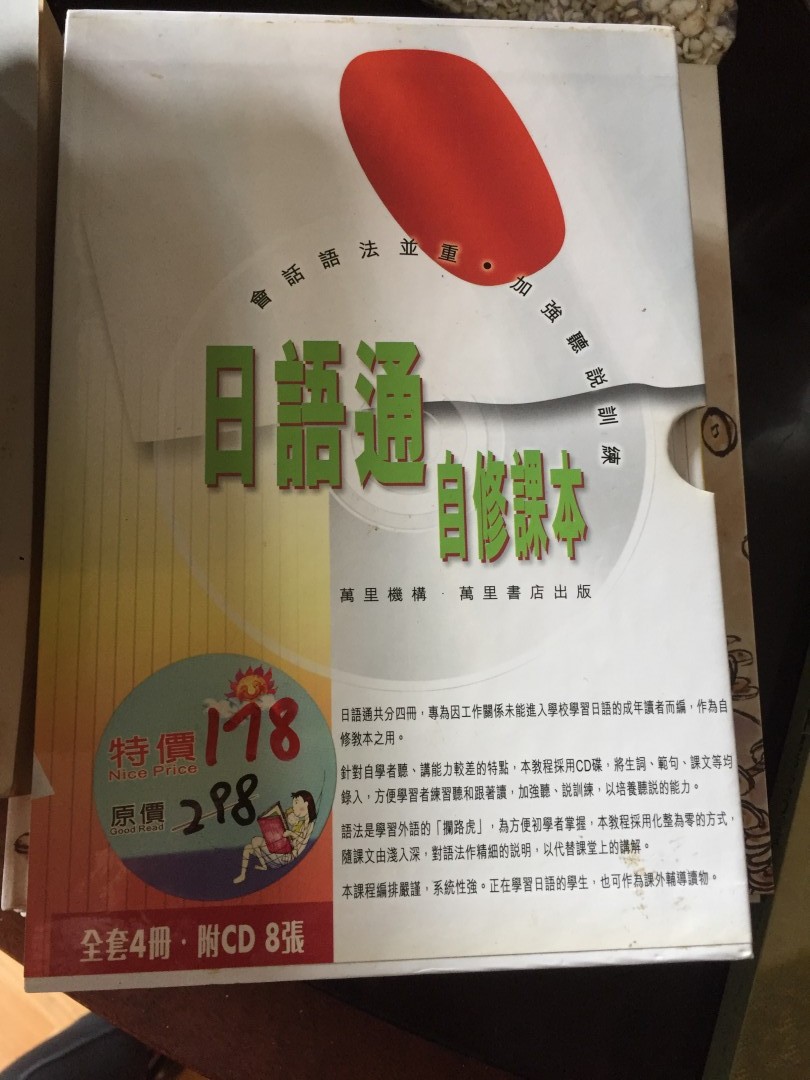 會話語法並重・加強聽説訓練
日語通
自修課本
萬里機構・萬里書店出版
日語通共分四冊，專為因工作關係未能進入學校學習日語的成年讀者而編，作為自
修教本之用。
針對自學者聽、講能力較差的特點，本教程採用CD碟，將生詞、範句、課文等均
錄入，方便學習者練習聽和跟著讀，加強聽、説訓練，以培養聽説的能力。
語法是學習外語的「攔路虎」，為方便初學者掌握，本教程採用化整為零的方式，
隨課文由淺入深，對語法作精細的説明，以代替課堂上的講解。
本課程編排嚴謹，系統性強。正在學習日語的學生，也可作為課外輔導讀物。
特價 178
Nice Price
原價 298
Good Read
全套4冊・附CD 8張